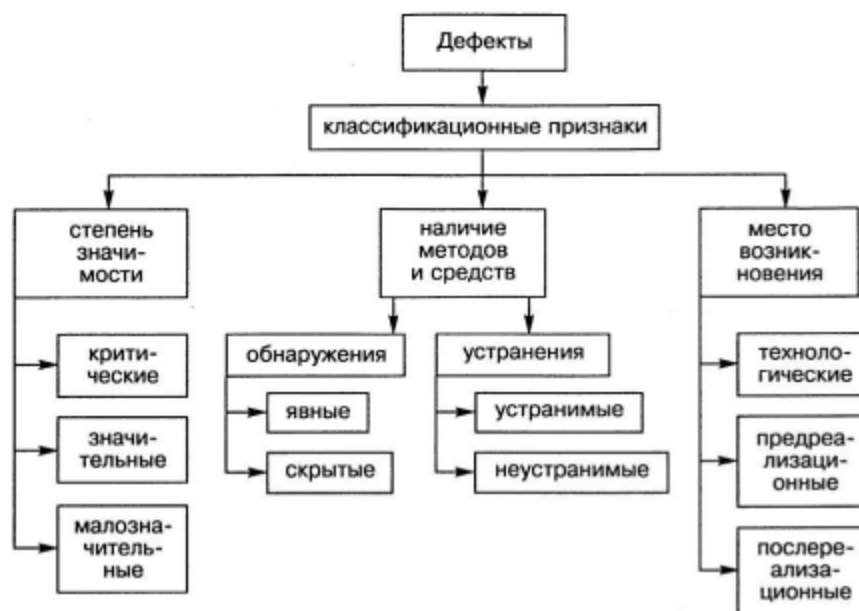 Дефекты
классификационные признаки
степень
значи-
мости
наличие
методов
и средств
место
возник-
новения
крити-
ческие
значи-
тельные
малозна-
читель-
ные
обнаружения
явные
скрытые
устранения
устранимые
неустранимые
техноло-
гические
предреа-
лизаци-
онные
послере-
ализа-
ционные